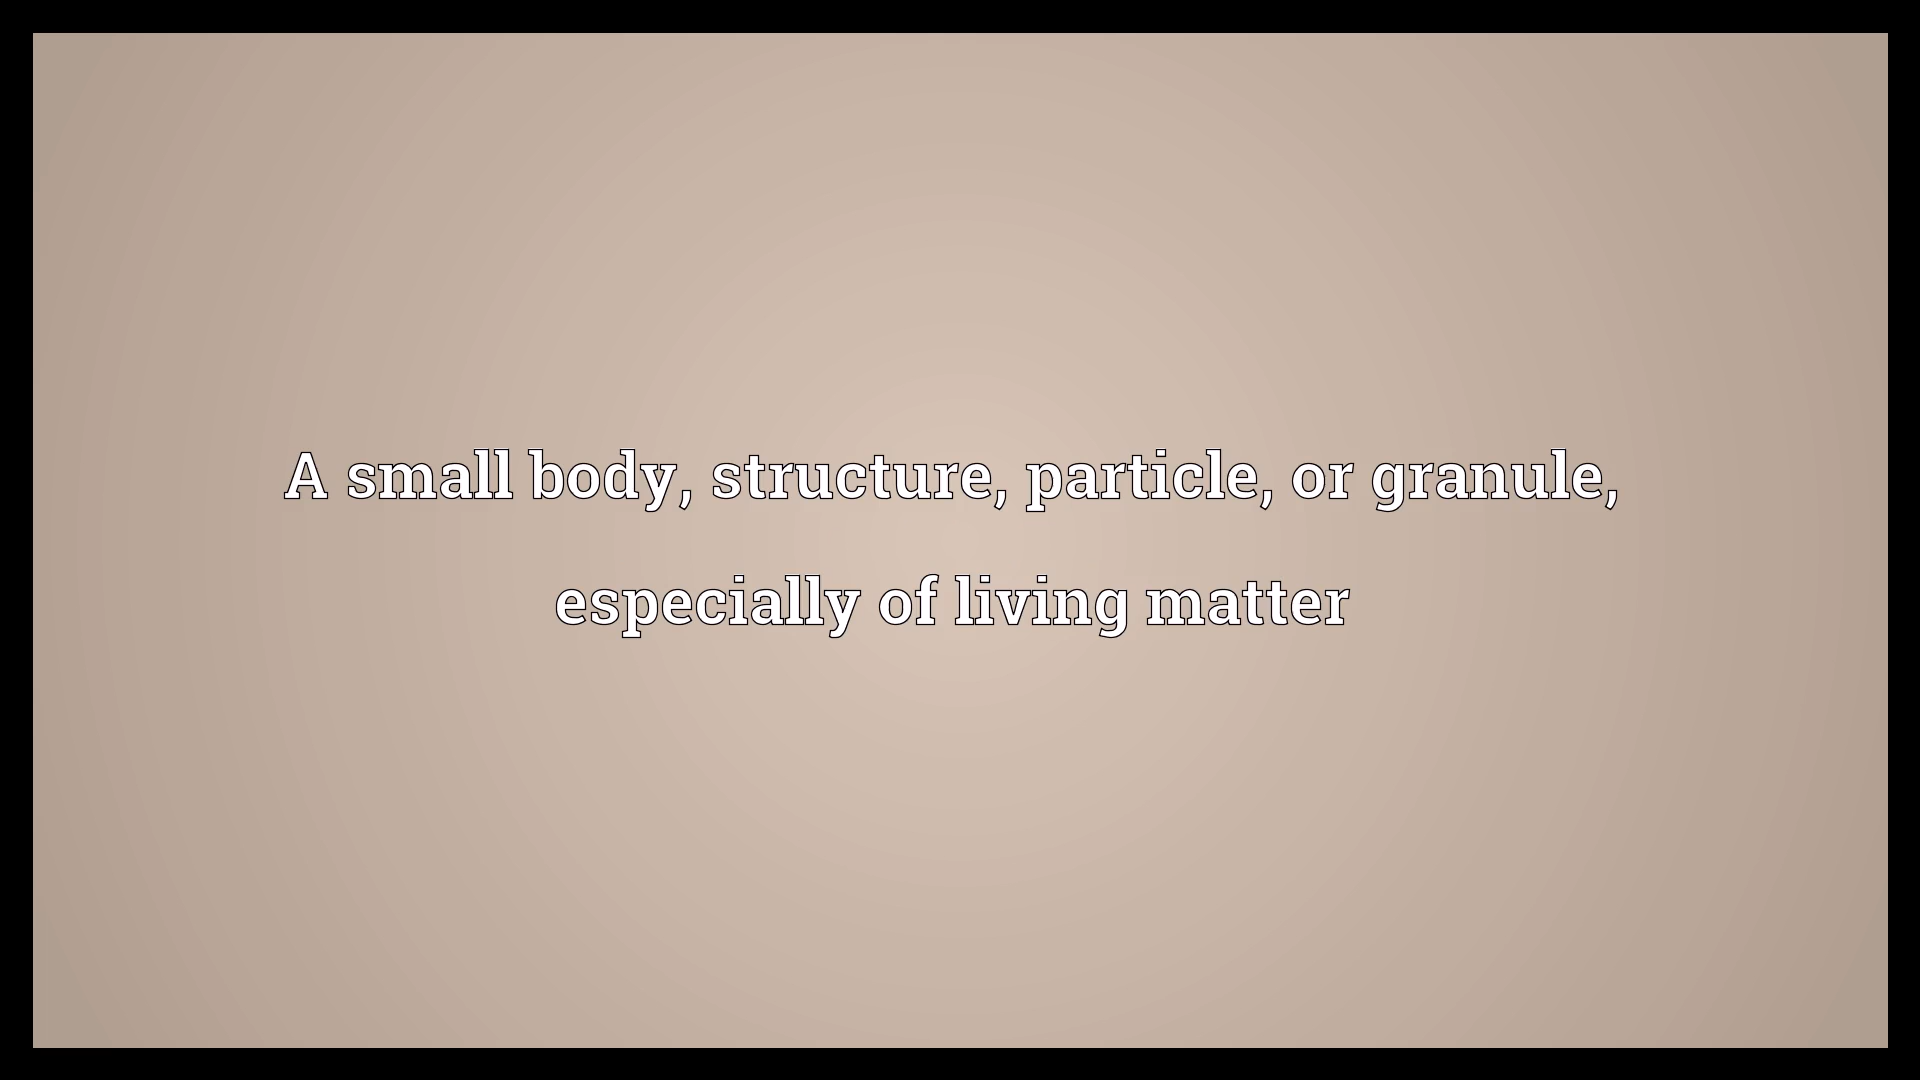 A small body, structure, particle, or granule,
especially of living matter